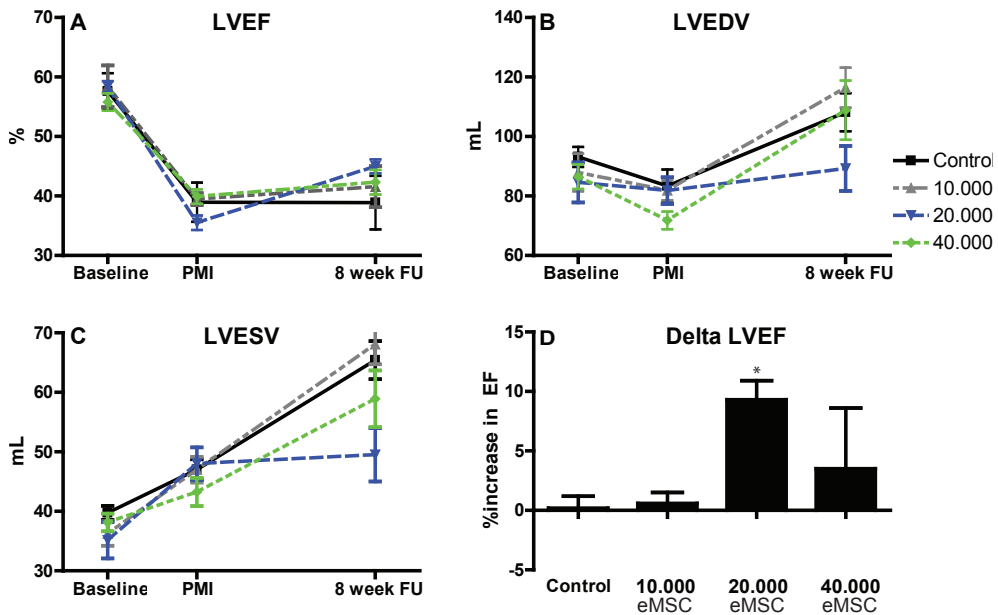 A
LVEF
70
60
50
40
30
%
Baseline
PMI
8 week FU
B
LVEDV
140
120
100
80
60
mL
Baseline
PMI
8 week FU
Control
10.000
20.000
40.000
C
LVESV
70
60
50
40
30
mL
Baseline
PMI
8 week FU
D
Delta LVEF
15
10
5
0
-5
%increase in EF
*
Control
10.000
eMSC
20.000
eMSC
40.000
eMSC